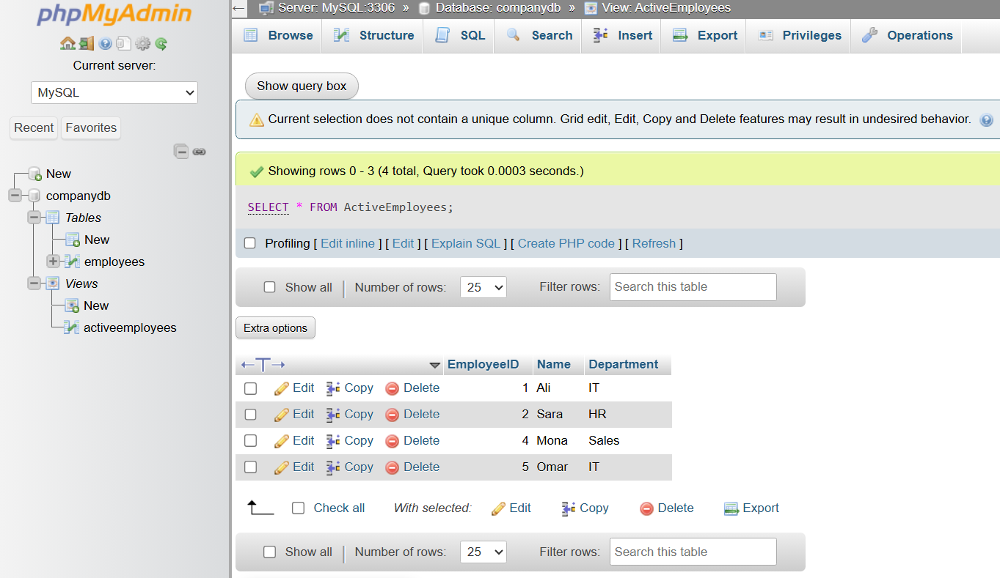 phpMyAdmin
Current server:
MySQL
Recent Favorites
New
companydb
Tables
New
employees
Views
New
activeemployees
Server: MySQL:3306 » Database: companydb » View: ActiveEmployees
Browse Structure SQL Search Insert Export Privileges Operations
Show query box
Current selection does not contain a unique column. Grid edit, Edit, Copy and Delete features may result in undesired behavior.
Showing rows 0 - 3 (4 total, Query took 0.0003 seconds.)
SELECT * FROM ActiveEmployees;
Profiling [ Edit inline ] [ Edit ] [ Explain SQL ] [ Create PHP code ] [ Refresh ]
Show all | Number of rows: 25 Filter rows: Search this table
Extra options
←T→ EmployeeID Name Department
Edit Copy Delete 1 Ali IT
Edit Copy Delete 2 Sara HR
Edit Copy Delete 4 Mona Sales
Edit Copy Delete 5 Omar IT
Check all With selected: Edit Copy Delete Export
Show all | Number of rows: 25 Filter rows: Search this table